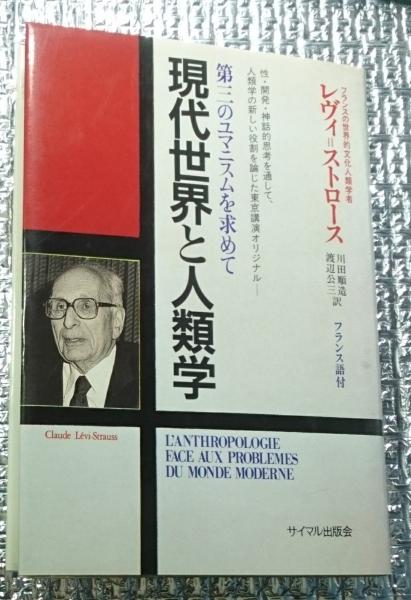 フランスの世界的文化人類学者
レヴィ=ストロース
川田順造
渡辺公三 訳
フランス語付
性・開発・神話的思考を通して、
人類学の新しい役割を論じた東京講演オリジナル—
第三のユマニスムを求めて
現代世界と人類学
Claude Lévi-Strauss
L'ANTHROPOLOGIE
FACE AUX PROBLEMES
DU MONDE MODERNE
サイマル出版会